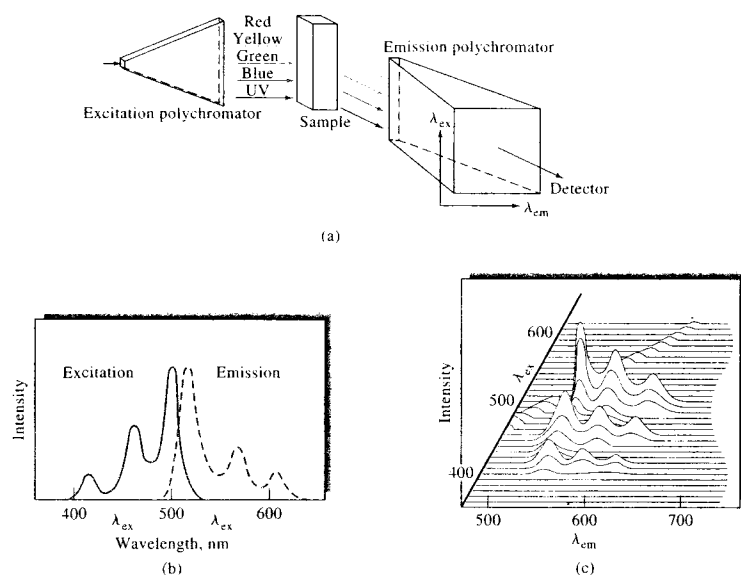 Red
Yellow
Green
Blue
UV
Excitation polychromator
Sample
Emission polychromator
λex
λem
Detector
(a)
Intensity
Excitation
Emission
400
λex
500
λex
600
Wavelength, nm
(b)
Intensity
600
λex
500
400
500
600
700
λem
(c)